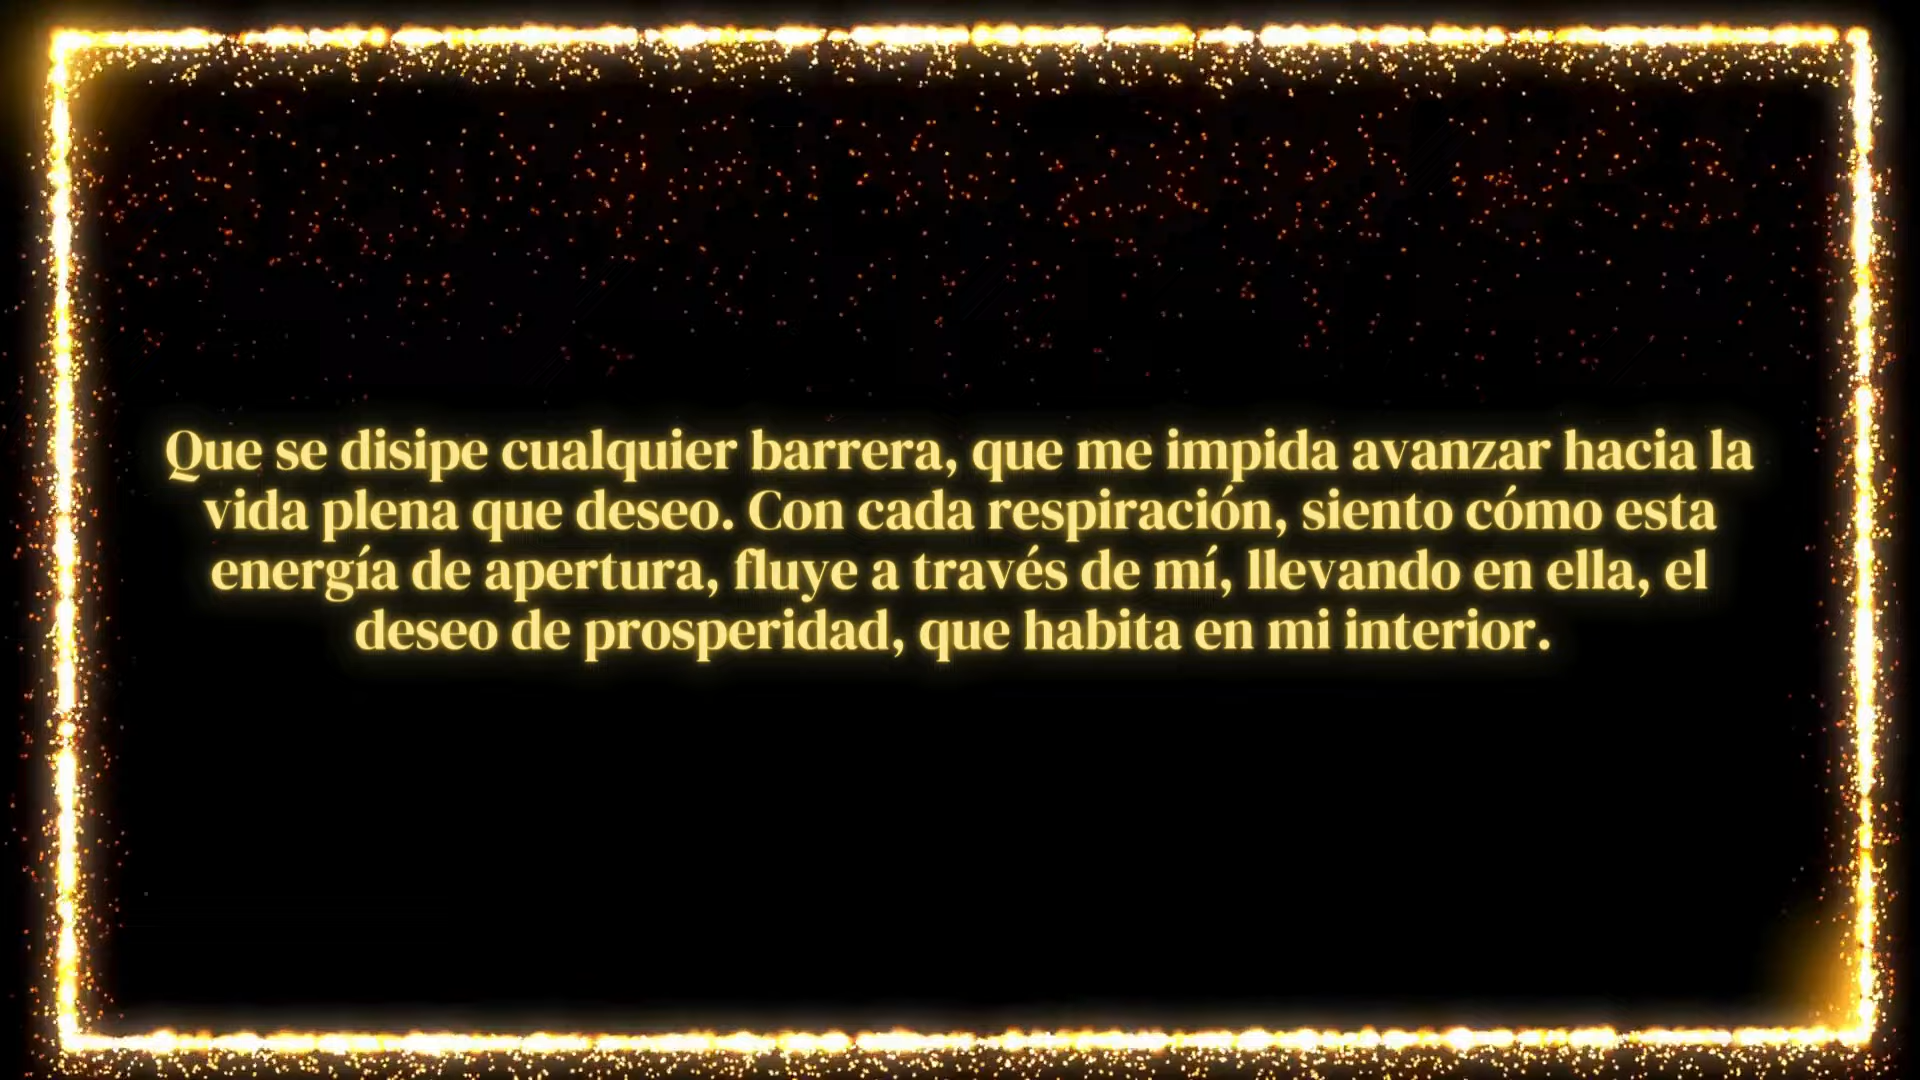 Que se disipe cualquier barrera, que me impida avanzar hacia la
vida plena que deseo. Con cada respiración, siento cómo esta
energía de apertura, fluye a través de mí, llevando en ella, el
deseo de prosperidad, que habita en mi interior.